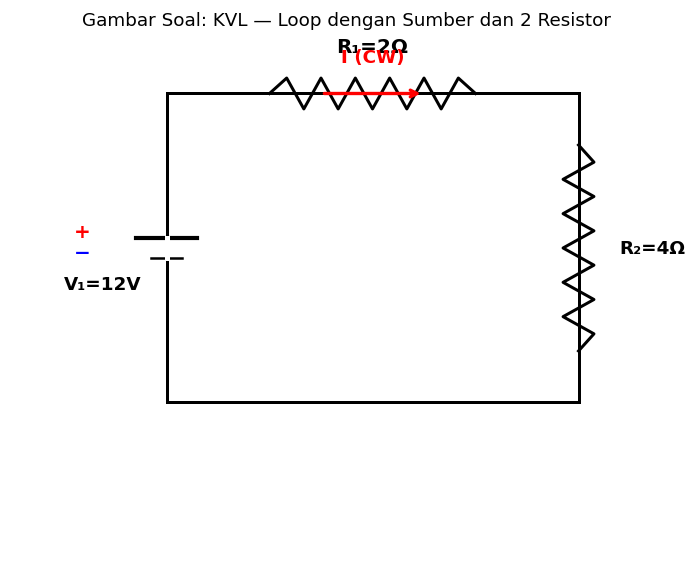 Gambar Soal: KVL — Loop dengan Sumber dan 2 Resistor
R₁=2Ω
I (CW)
+
−
V₁=12V
R₂=4Ω